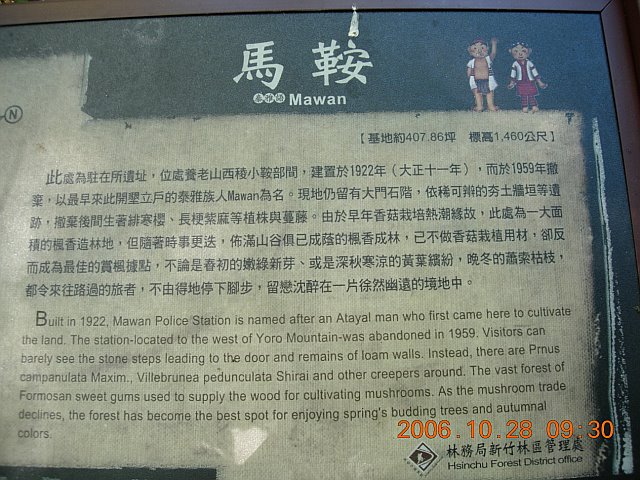 馬鞍
泰雅語 Mawan
N
【基地約407.86坪 標高1,460公尺】
此處為駐在所遺址，位處養老山西稜小鞍部間，建置於1922年（大正十一年），而於1959年撤
棄，以最早來此開墾立戶的泰雅族人Mawan為名。現地仍留有大門石階，依稀可辨的夯土牆垣等遺
跡，撤棄後間生著緋寒櫻、長梗紫麻等植株與蔓藤。由於早年香菇栽培熱潮緣故，此處為一大面
積的楓香造林地，但隨著時事更迭，佈滿山谷俱已成蔭的楓香成林，已不做香菇栽植用材，卻反
而成為最佳的賞楓據點，不論是春初的嫩綠新芽、或是深秋寒涼的黃葉繽紛，晚冬的蕭索枯枝，
都令來往路過的旅者，不由得地停下腳步，留戀沈醉在一片徐然幽遠的境地中。
Built in 1922, Mawan Police Station is named after an Atayal man who first came here to cultivate
the land. The station-located to the west of Yoro Mountain-was abandoned in 1959. Visitors can
barely see the stone steps leading to the door and remains of loam walls. Instead, there are Prnus
campanulata Maxim., Villebrunea pedunculata Shirai and other creepers around. The vast forest of
Formosan sweet gums used to supply the wood for cultivating mushrooms. As the mushroom trade
declines, the forest has become the best spot for enjoying spring's budding trees and autumnal
colors.
2006.10.28 09:30
林務局新竹林區管理處
Hsinchu Forest District office